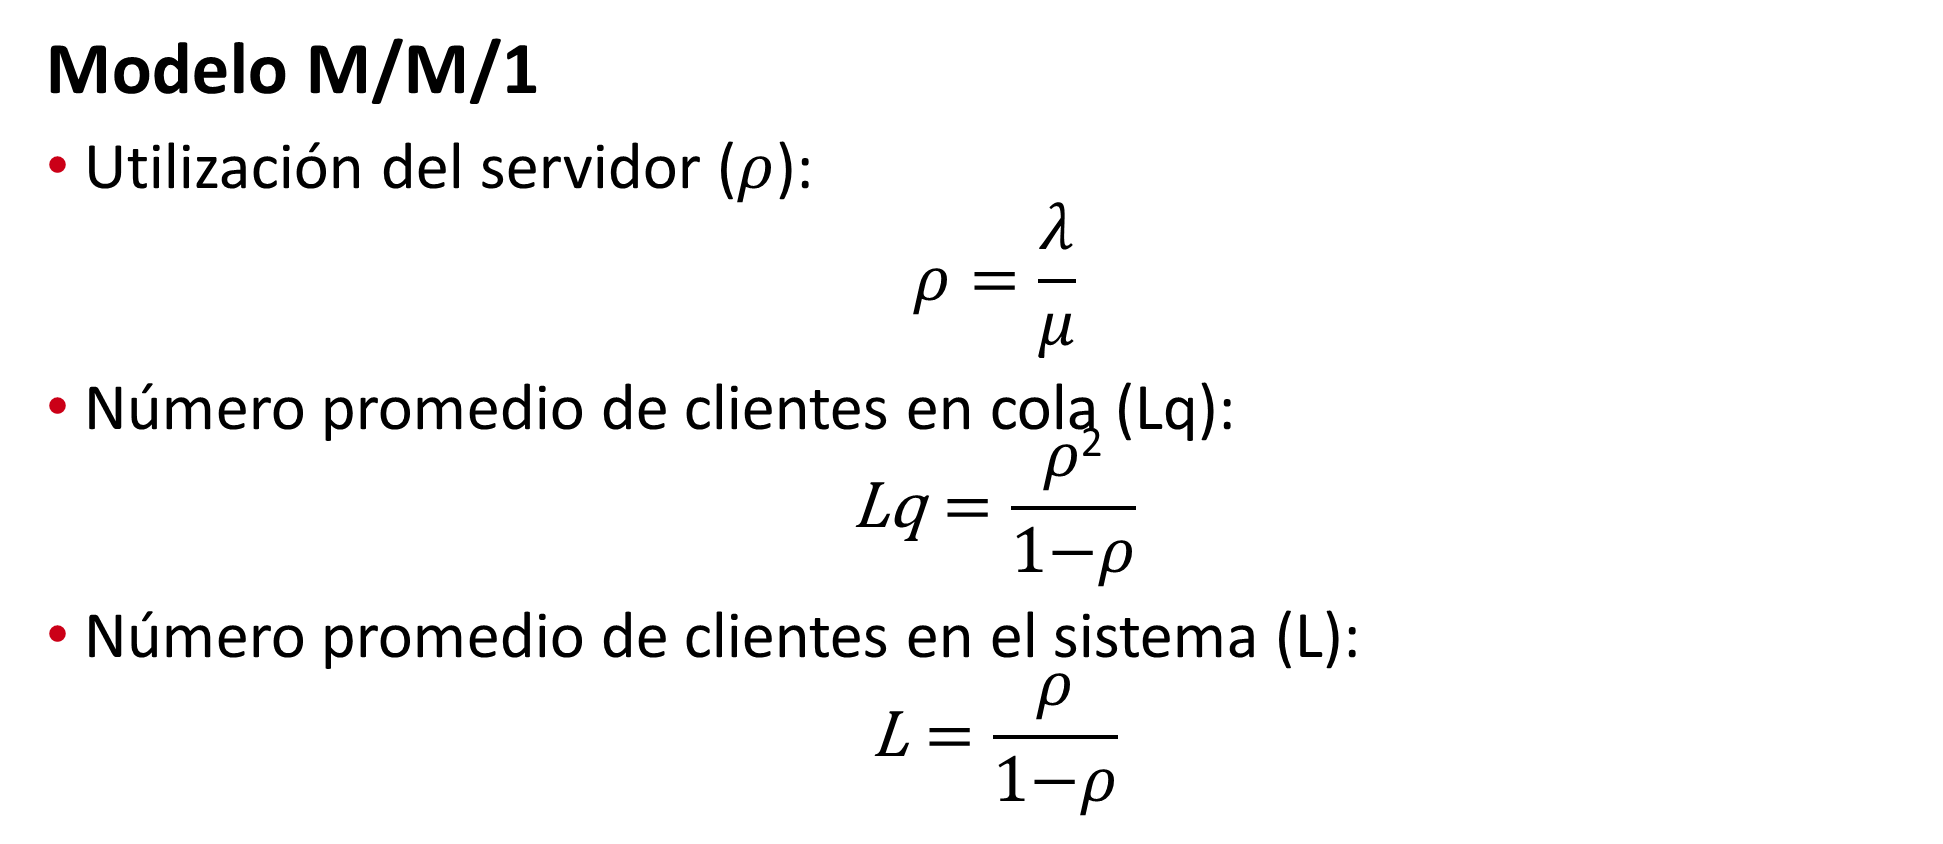 Modelo M/M/1
• Utilización del servidor (ρ):
ρ = λ/μ
• Número promedio de clientes en cola (Lq):
Lq = ρ²/1−ρ
• Número promedio de clientes en el sistema (L):
L = ρ/1−ρ